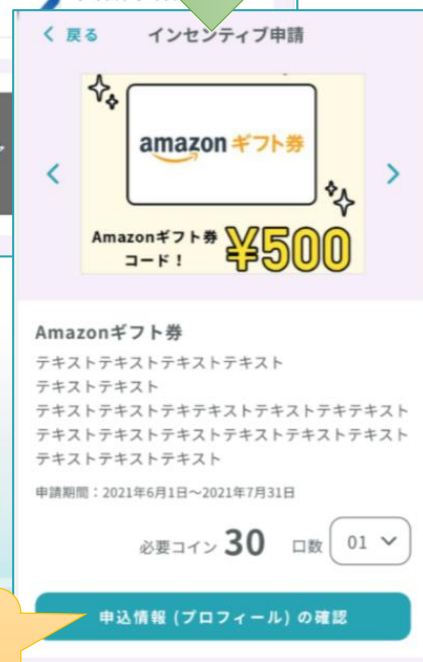 戻る インセンティブ申請
amazon ギフト券
Amazonギフト券
コード！ ¥500
Amazonギフト券
テキストテキストテキストテキスト
テキストテキスト
テキストテキストテキテキストテキストテキテキスト
テキストテキストテキストテキストテキストテキスト
テキストテキストテキスト
申請期間：2021年6月1日～2021年7月31日
必要コイン 30 口数 01
申込情報 (プロフィール) の確認